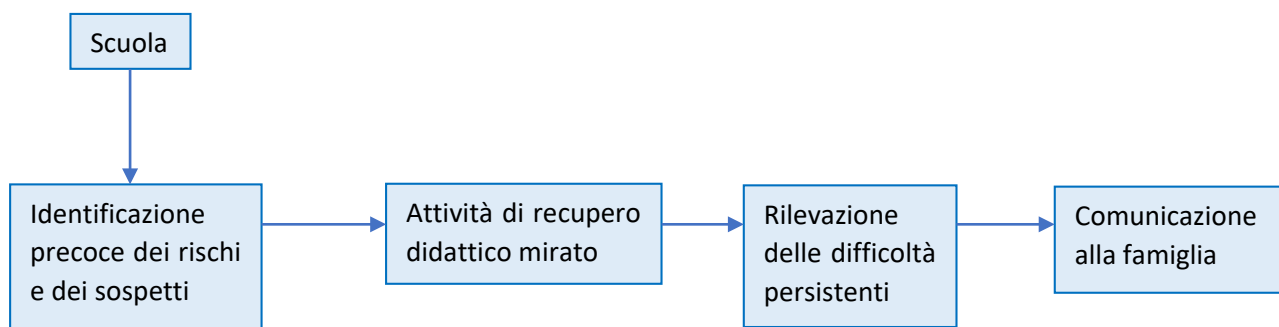 Scuola
Identificazione
precoce dei rischi
e dei sospetti
Attività di recupero
didattico mirato
Rilevazione
delle difficoltà
persistenti
Comunicazione
alla famiglia